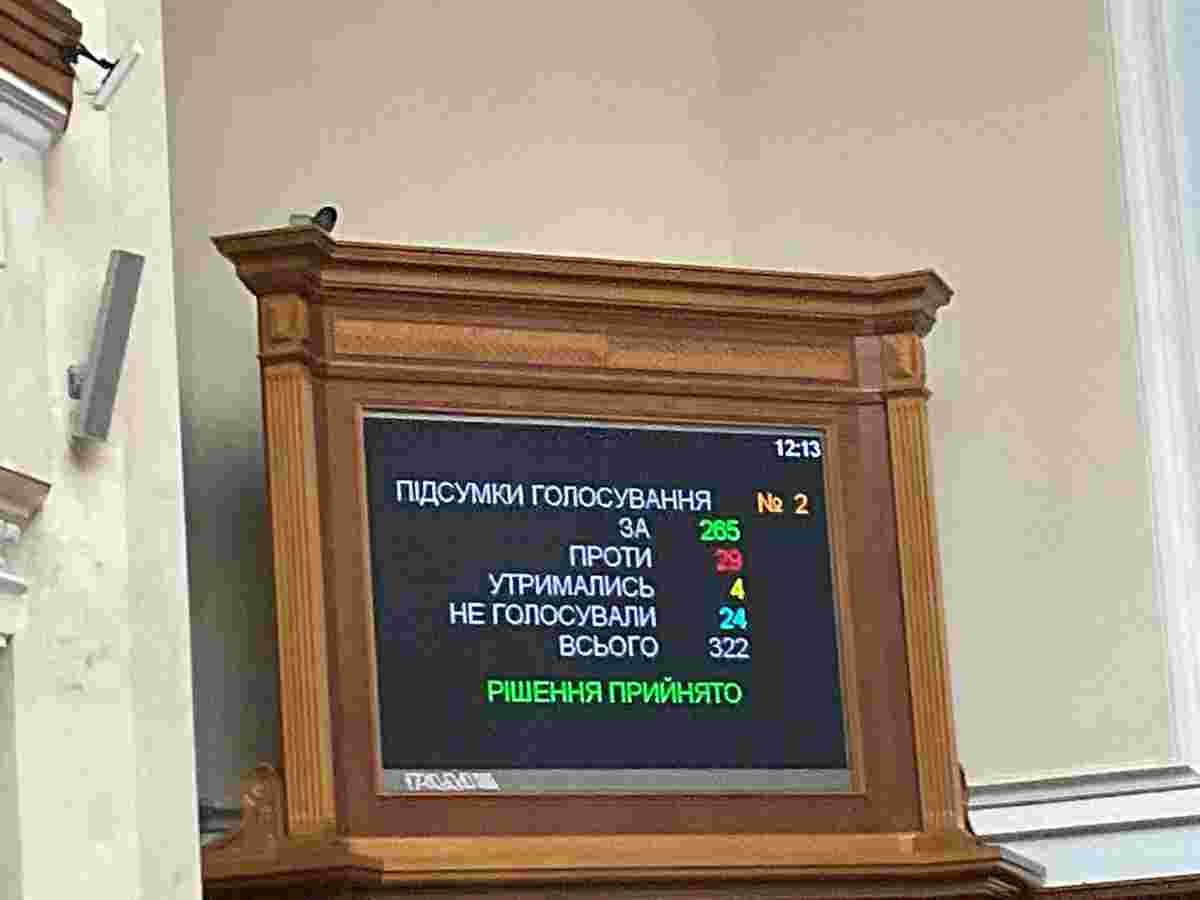 12:13
ПІДСУМКИ ГОЛОСУВАННЯ № 2
ЗА 265
ПРОТИ 29
УТРИМАЛИСЬ 4
НЕ ГОЛОСУВАЛИ 24
ВСЬОГО 322
РІШЕННЯ ПРИЙНЯТО